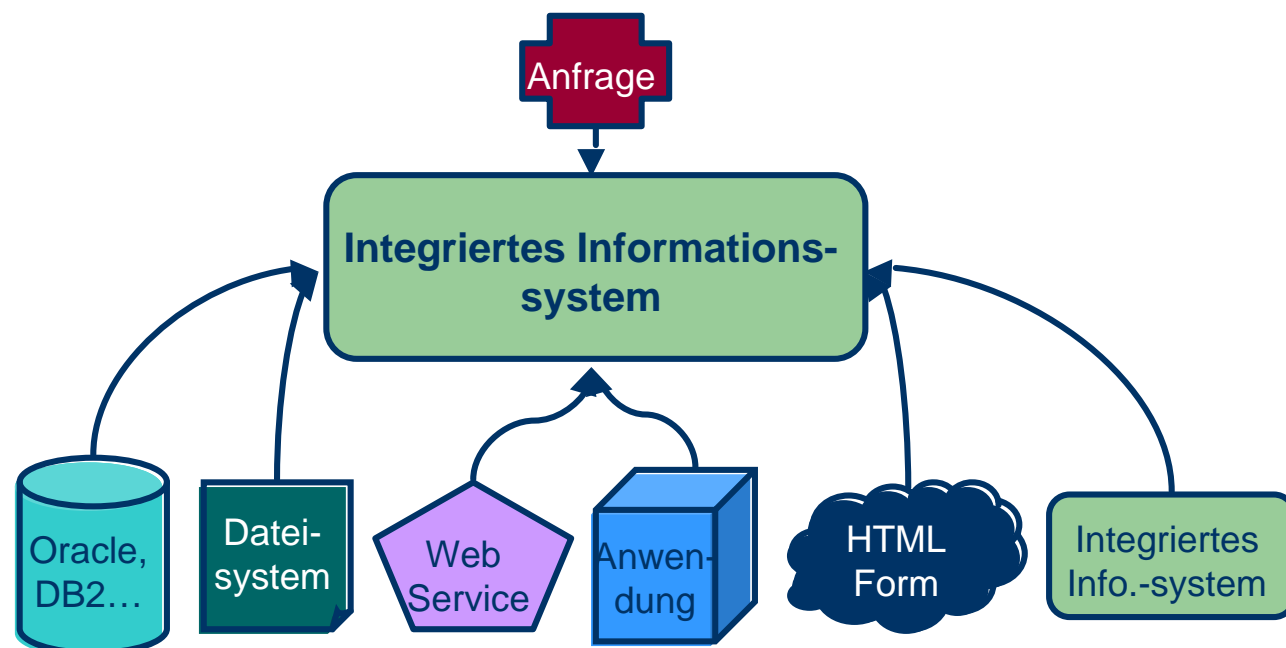 Anfrage
Integriertes Informations-
system
Oracle,
DB2…
Datei-
system
Web
Service
Anwen-
dung
HTML
Form
Integriertes
Info.-system